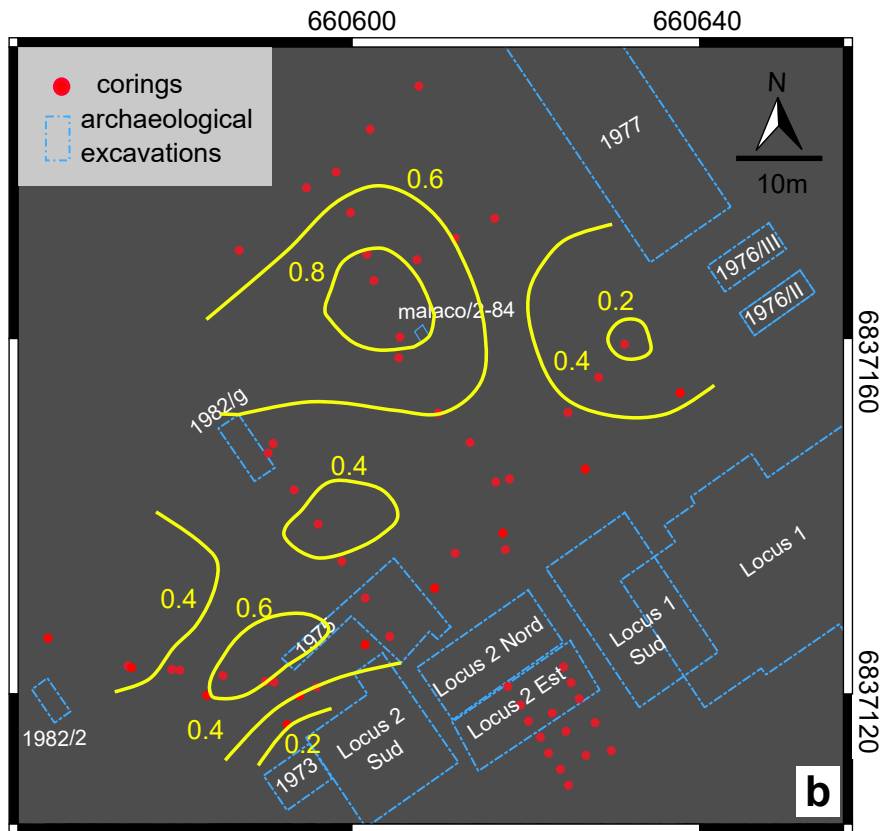 660600
660640
corings
archaeological
excavations
N
10m
1977
0.6
0.8
1976/III
1976/II
malaco/2-84
0.2
0.4
6837160
1982/g
0.4
0.4
0.6
1975
Locus 1
Locus 1
Sud
Locus 2 Nord
Locus 2 Est
Locus 2
Sud
0.4
0.2
1982/2
1973
6837120
b